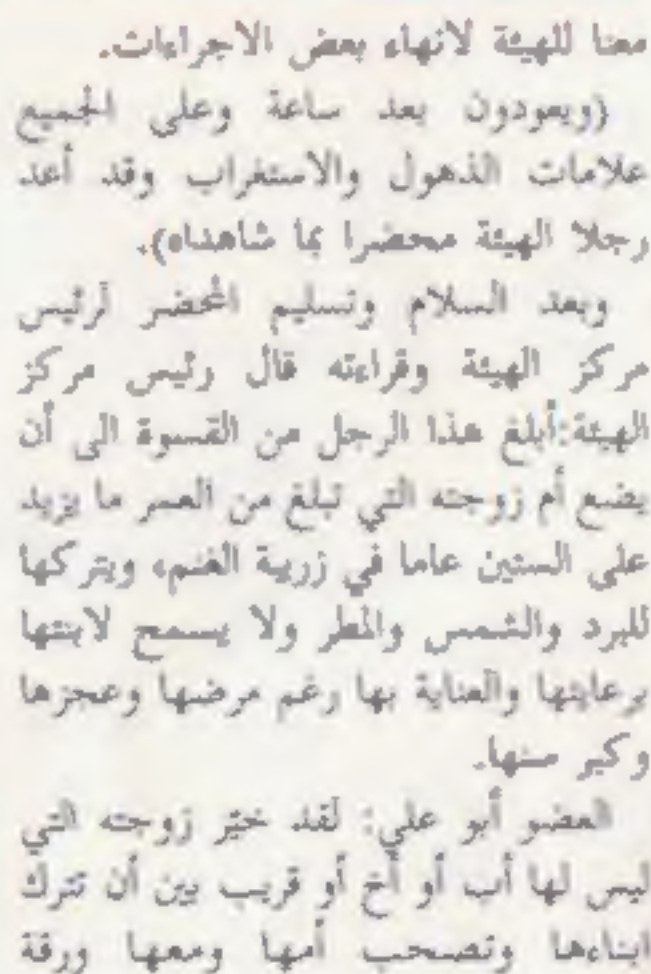 معنا للهيئة لانهاء بعض الاجراءات.
(ويعودون بعد ساعة وعلى الجميع
علامات الذهول والاستغراب وقد أعد
رجلا الهيئة محضرا بما شاهداه).
وبعد السلام وتسليم المحضر لرئيس
مركز الهيئة وقراءته قال رئيس مركز
الهيئة:أبلغ هذا الرجل من القسوة الى أن
يضع أم زوجته التي تبلغ من العمر ما يزيد
على الستين عاما في زريبة الغنم، ويتركها
للبرد والشمس والمطر ولا يسمح لابنتها
برعايتها والعناية بها رغم مرضها وعجزها
وكبر سنها.
العضو أبو علي: لقد خيّر زوجته التي
ليس لها أب أو أخ أو قريب بين أن تترك
ابناءها وتصحب أمها ومعها ورقة